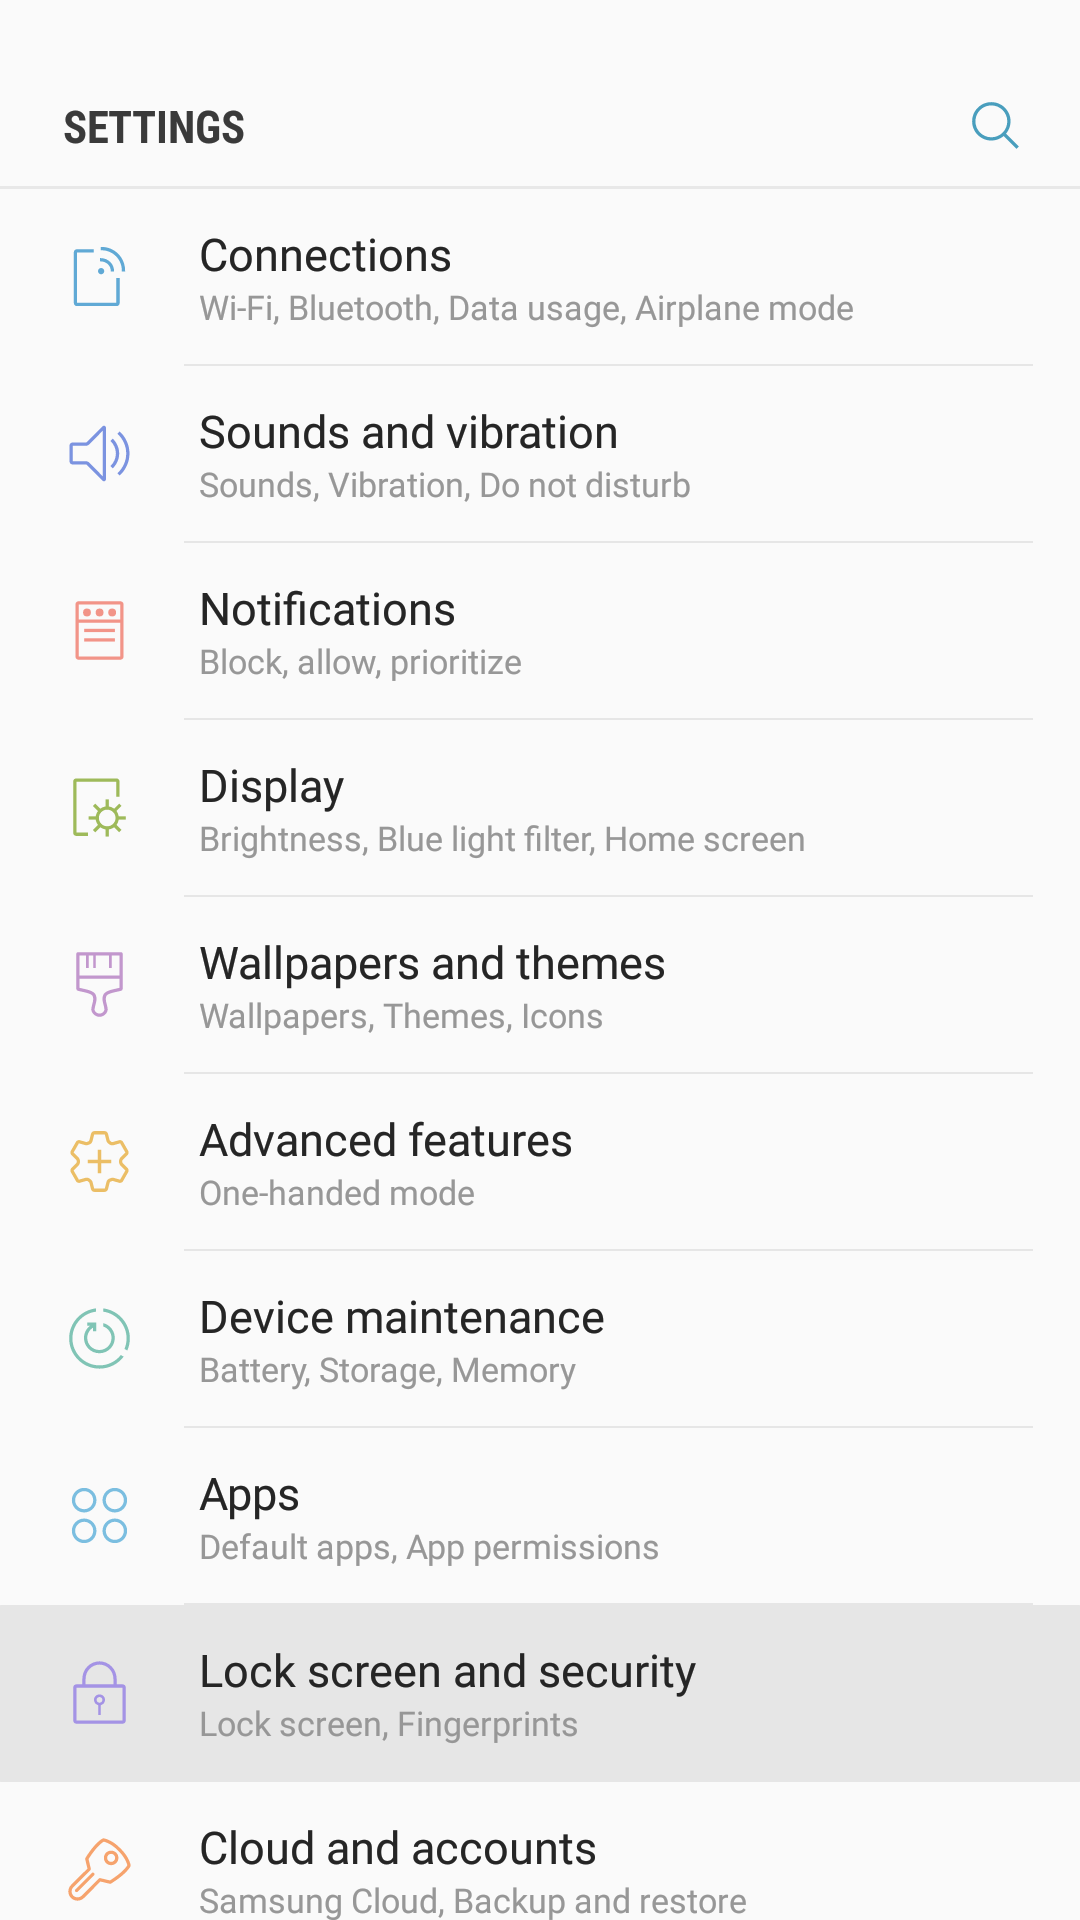 SETTINGS
Connections
Wi-Fi, Bluetooth, Data usage, Airplane mode
Sounds and vibration
Sounds, Vibration, Do not disturb
Notifications
Block, allow, prioritize
Display
Brightness, Blue light filter, Home screen
Wallpapers and themes
Wallpapers, Themes, Icons
Advanced features
One-handed mode
Device maintenance
Battery, Storage, Memory
Apps
Default apps, App permissions
Lock screen and security
Lock screen, Fingerprints
Cloud and accounts
Samsung Cloud, Backup and restore